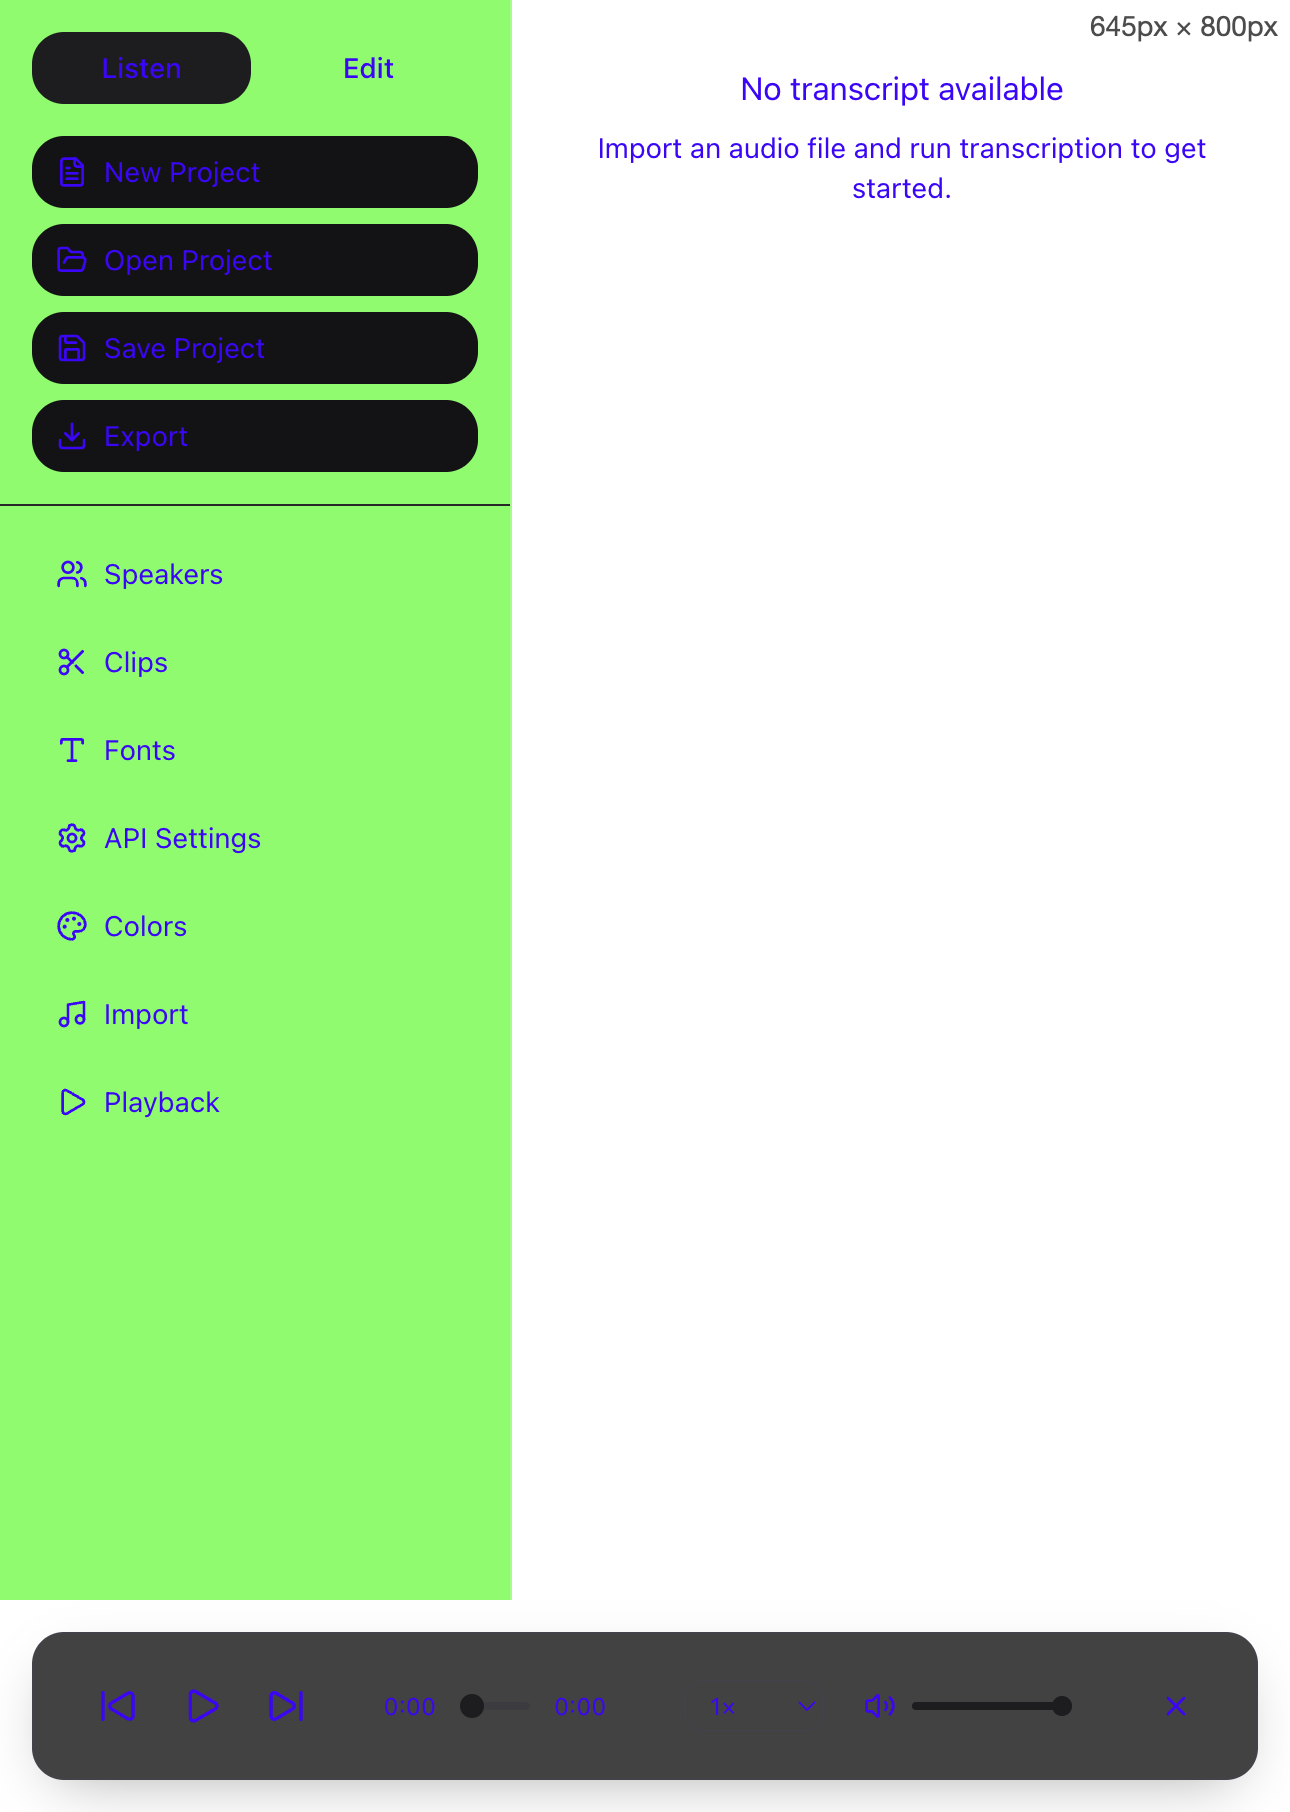 645px × 800px
Listen
Edit
New Project
Open Project
Save Project
Export
Speakers
Clips
Fonts
API Settings
Colors
Import
Playback
No transcript available
Import an audio file and run transcription to get
started.
0:00
0:00
1×